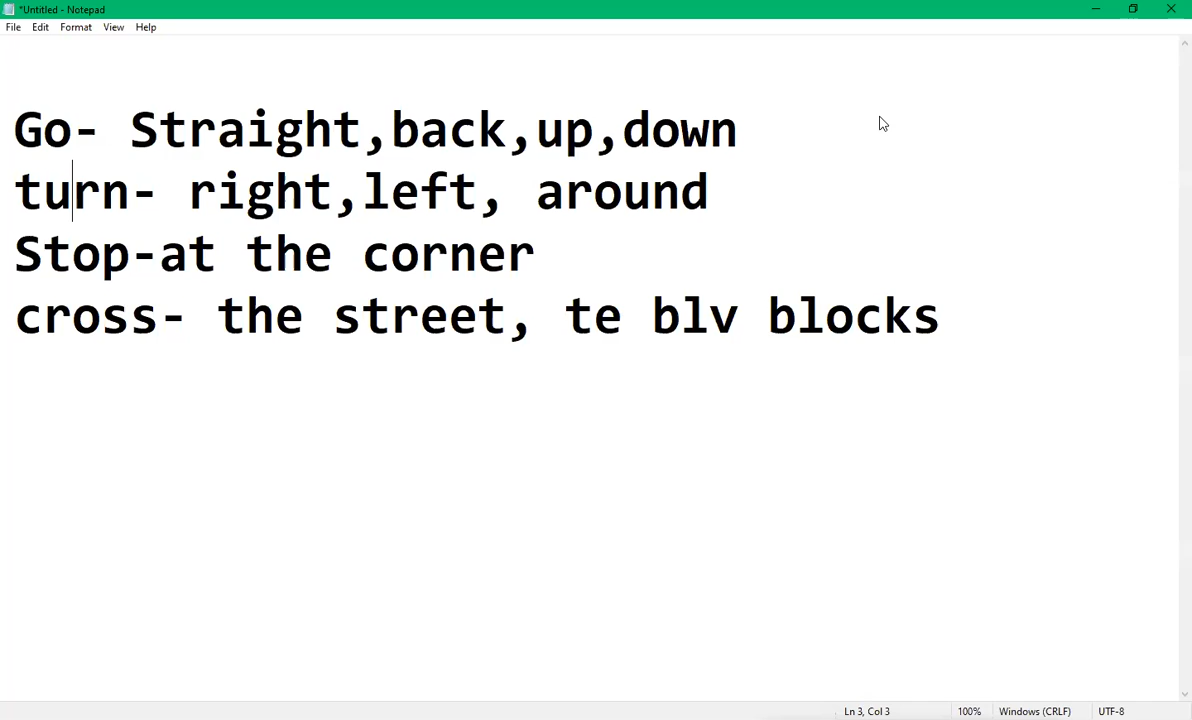 *Untitled - Notepad
File Edit Format View Help
Go- Straight,back,up,down
turn- right,left, around
Stop-at the corner
cross- the street, te blv blocks
Ln 3, Col 3 100% Windows (CRLF) UTF-8